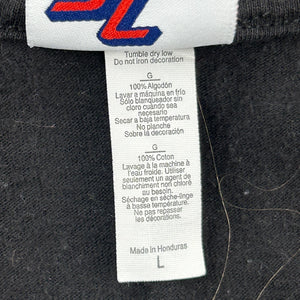 Tumble dry low
Do not iron decoration
G
100% Algodón
Lavar a máquina en frío
Sólo blanqueador sin
cloro cuando sea
necesario
Secar a baja temperatura
No planche
Sobre la decoración
G
100% Coton
Lavage à la machine à
l'eau froide. Utiliser
seulement un agent de
blanchiment non chloré
au besoin.
Séchage en sèche-linge
à basse température.
Ne pas repasser
les décorations
Made in Honduras
L